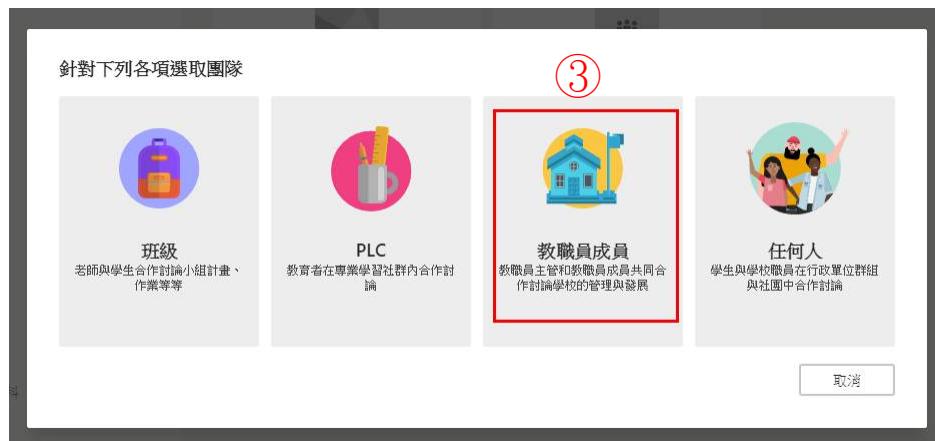 針對下列各項選取團隊
③
班級
老師與學生合作討論小組計畫、
作業等等
PLC
教育者在專業學習社群內合作討
論
教職員成員
教職員主管和教職員成員共同合
作討論學校的管理與發展
任何人
學生與學校職員在行政單位群組
與社團中合作討論
取消